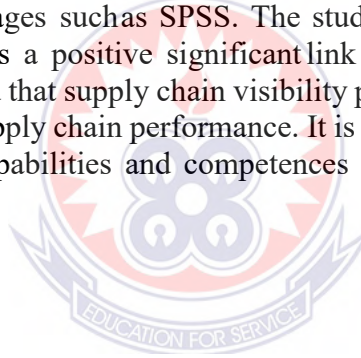 ages suchas SPSS. The stud
s a positive significant link
that supply chain visibility p
pply chain performance. It is
pabilities and competences
EDUCATION FOR SERVICE